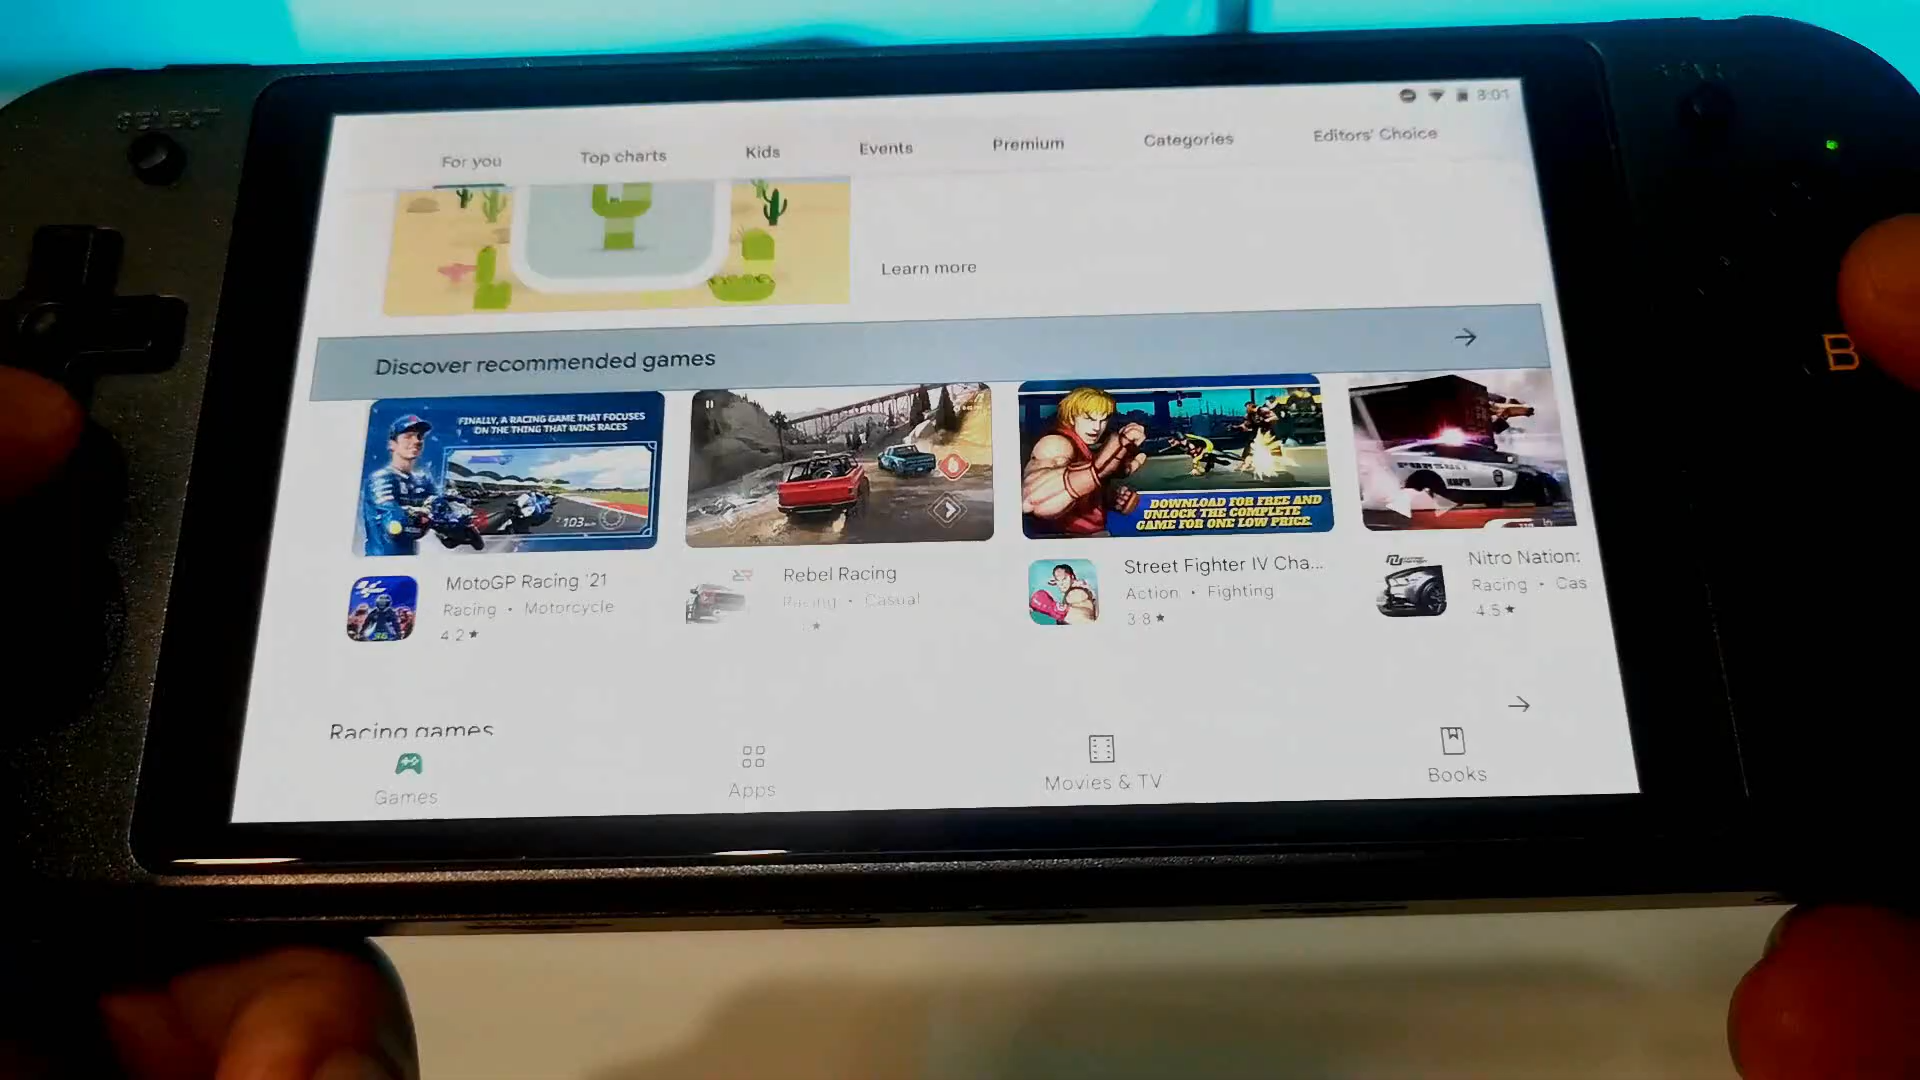 SELECT
8:01
For you
Top charts
Kids
Events
Premium
Categories
Editors' Choice
Learn more
Discover recommended games
FINALLY, A RACING GAME THAT FOCUSES
ON THE THING THAT WINS RACES
103
DOWNLOAD FOR FREE AND
UNLOCK THE COMPLETE
GAME FOR ONE LOW PRICE.
PURSUIT
B
MotoGP Racing '21
Racing • Motorcycle
4.2★
Rebel Racing
Racing • Casual
Street Fighter IV Cha...
Action • Fighting
3.8★
Nitro Nation:
Racing • Cas
4.5★
Racing games
Games
Apps
Movies & TV
Books